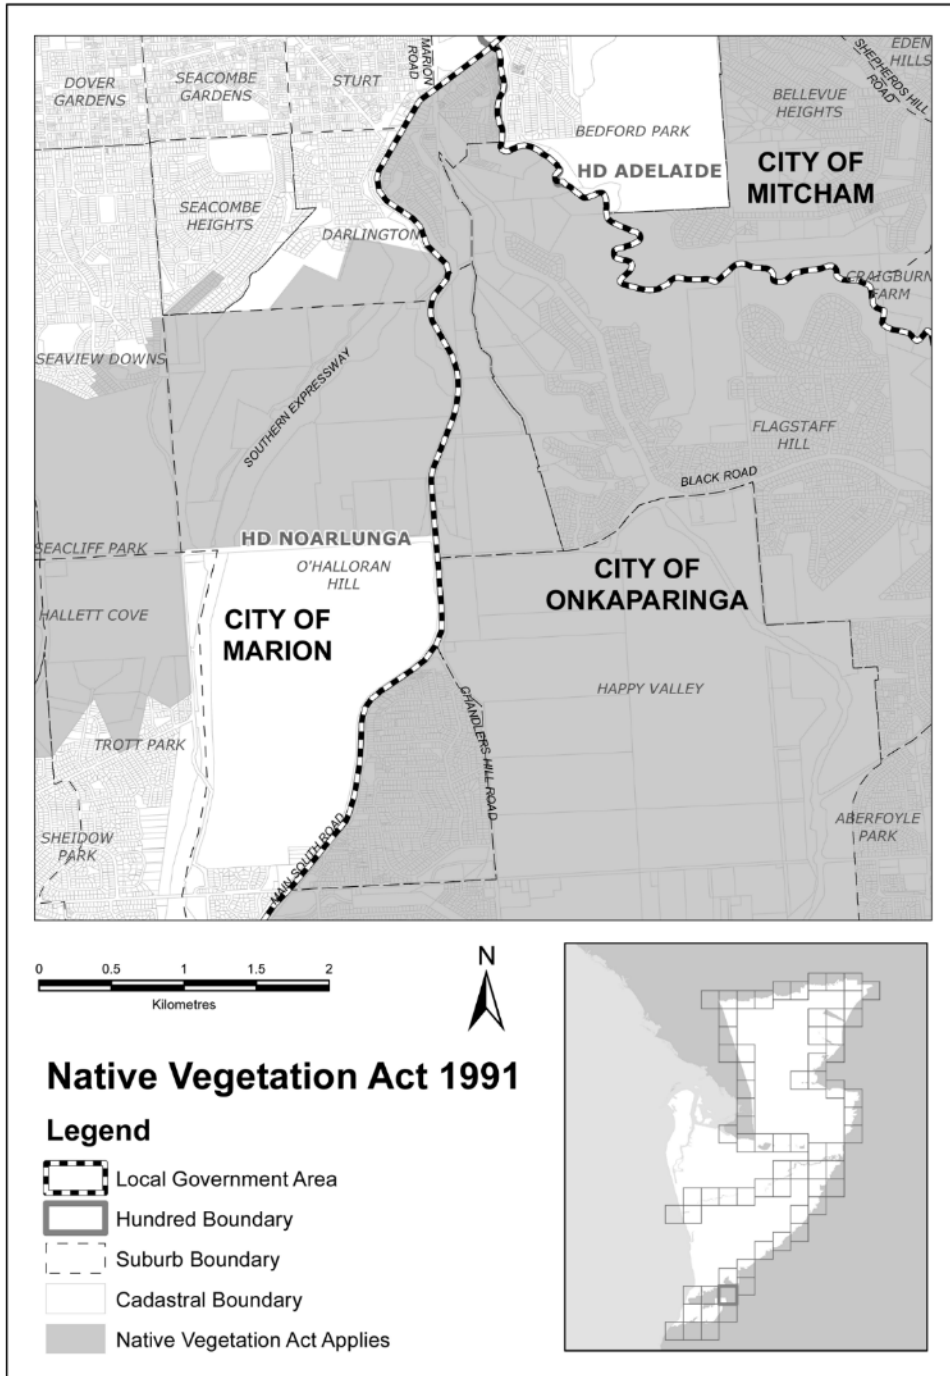 DOVER
GARDENS
SEACOMBE
GARDENS
STURT
MARION
ROAD
EDEN
HILLS
SHEPHERDS HILL
ROAD
BELLEVUE
HEIGHTS
BEDFORD PARK
HD ADELAIDE
CITY OF
MITCHAM
SEACOMBE
HEIGHTS
DARLINGTON
CRAIGBURN
FARM
SEAVIEW DOWNS
SOUTHERN EXPRESSWAY
FLAGSTAFF
HILL
BLACK ROAD
HD NOARLUNGA
SEACLIFF PARK
O'HALLORAN
HILL
CITY OF
ONKAPARINGA
HALLETT COVE
CITY OF
MARION
HAPPY VALLEY
CHANDLERS HILL ROAD
TROTT PARK
SHEIDOW
PARK
MAIN SOUTH ROAD
ABERFOYLE
PARK
0 0.5 1 1.5 2
Kilometres
N
Native Vegetation Act 1991
Legend
Local Government Area
Hundred Boundary
Suburb Boundary
Cadastral Boundary
Native Vegetation Act Applies